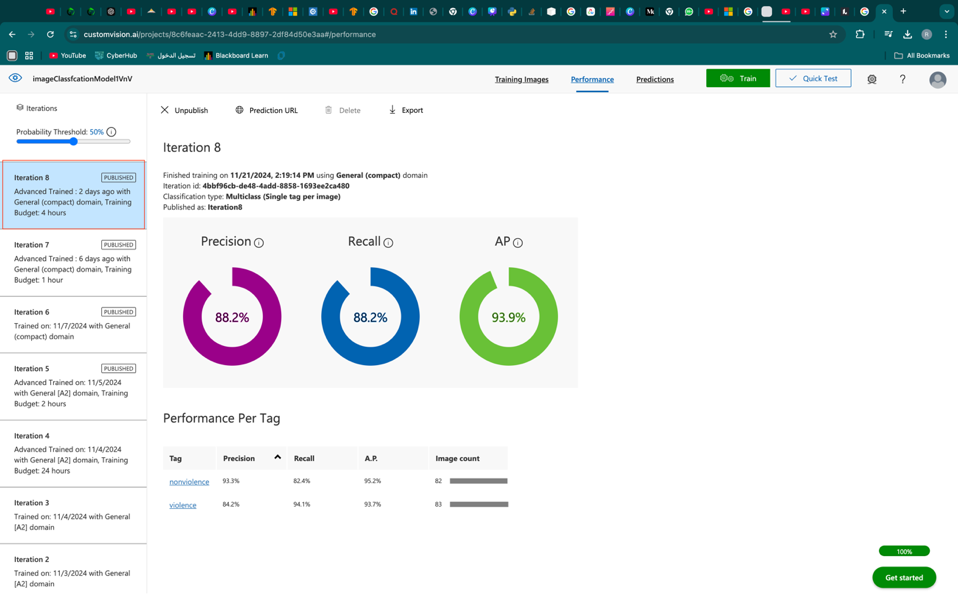 customvision.ai/projects/8c6feaac-2413-4dd9-8897-2df84d50e3aa#/performance
YouTube
CyberHub
تسجيل الدخول
Blackboard Learn
All Bookmarks
imageClassfcationModel1VnV
Training Images
Performance
Predictions
Train
Quick Test
?
Iterations
Unpublish
Prediction URL
Delete
Export
Probability Threshold: 50%
Iteration 8
PUBLISHED
Advanced Trained : 2 days ago with
General (compact) domain, Training
Budget: 4 hours
Iteration 7
PUBLISHED
Advanced Trained : 6 days ago with
General (compact) domain, Training
Budget: 1 hour
Iteration 6
PUBLISHED
Trained on: 11/7/2024 with General
(compact) domain
Iteration 5
PUBLISHED
Advanced Trained on: 11/5/2024
with General [A2] domain, Training
Budget: 2 hours
Iteration 4
Advanced Trained on: 11/4/2024
with General [A2] domain, Training
Budget: 24 hours
Iteration 3
Trained on: 11/4/2024 with General
[A2] domain
Iteration 2
Trained on: 11/3/2024 with General
[A2] domain
Iteration 8
Finished training on 11/21/2024, 2:19:14 PM using General (compact) domain
Iteration id: 4bbf96cb-de48-4add-8858-1693ee2ca480
Classification type: Multiclass (Single tag per image)
Published as: Iteration8
Precision
Recall
AP
88.2%
88.2%
93.9%
Performance Per Tag
Tag Precision Recall A.P. Image count
nonviolence 93.3% 82.4% 95.2% 82
violence 84.2% 94.1% 93.7% 83
100%
Get started